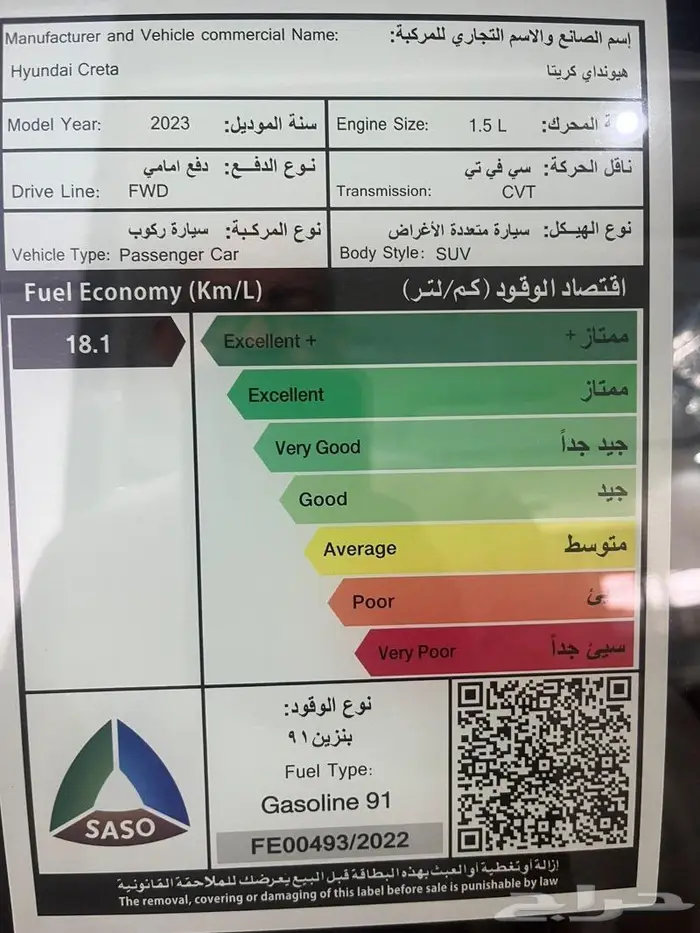 Manufacturer and Vehicle commercial Name: إسم الصانع والاسم التجاري للمركبة:
Hyundai Creta هيونداي كريتا
Model Year: 2023 سنة الموديل:
Engine Size: 1.5 L المحرك:
نوع الدفـــع: دفع امامي
Drive Line: FWD
ناقل الحركة: سي في تي
Transmission: CVT
نوع المركـبة: سيارة ركوب
Vehicle Type: Passenger Car
نوع الهيـكل: سيارة متعددة الأغراض
Body Style: SUV
Fuel Economy (Km/L) اقتصاد الوقود (كم/لتر)
18.1
Excellent + ممتاز +
Excellent ممتاز
Very Good جيد جداً
Good جيد
Average متوسط
Poor
Very Poor سيئ جداً
SASO
نوع الوقود:
بنزين ٩١
Fuel Type:
Gasoline 91
FE00493/2022
إزالة أو تغطية أو العبث بهذه البطاقة قبل البيع يعرضك للملاحقة القانونية
The removal, covering or damaging of this label before sale is punishable by law
حراج